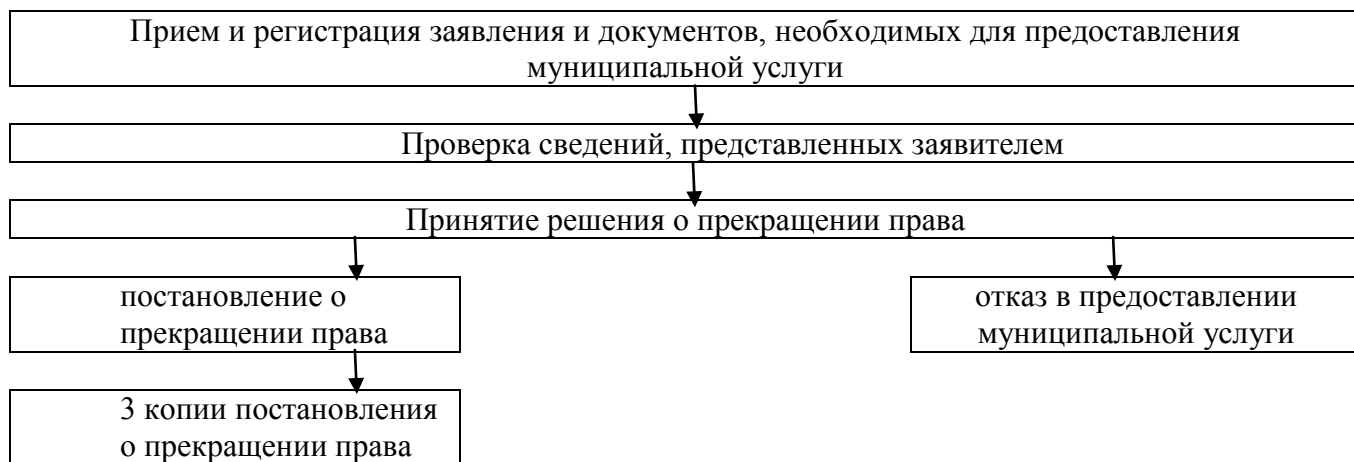 Прием и регистрация заявления и документов, необходимых для предоставления
муниципальной услуги
Проверка сведений, представленных заявителем
Принятие решения о прекращении права
постановление о
прекращении права
отказ в предоставлении
муниципальной услуги
3 копии постановления
о прекращении права